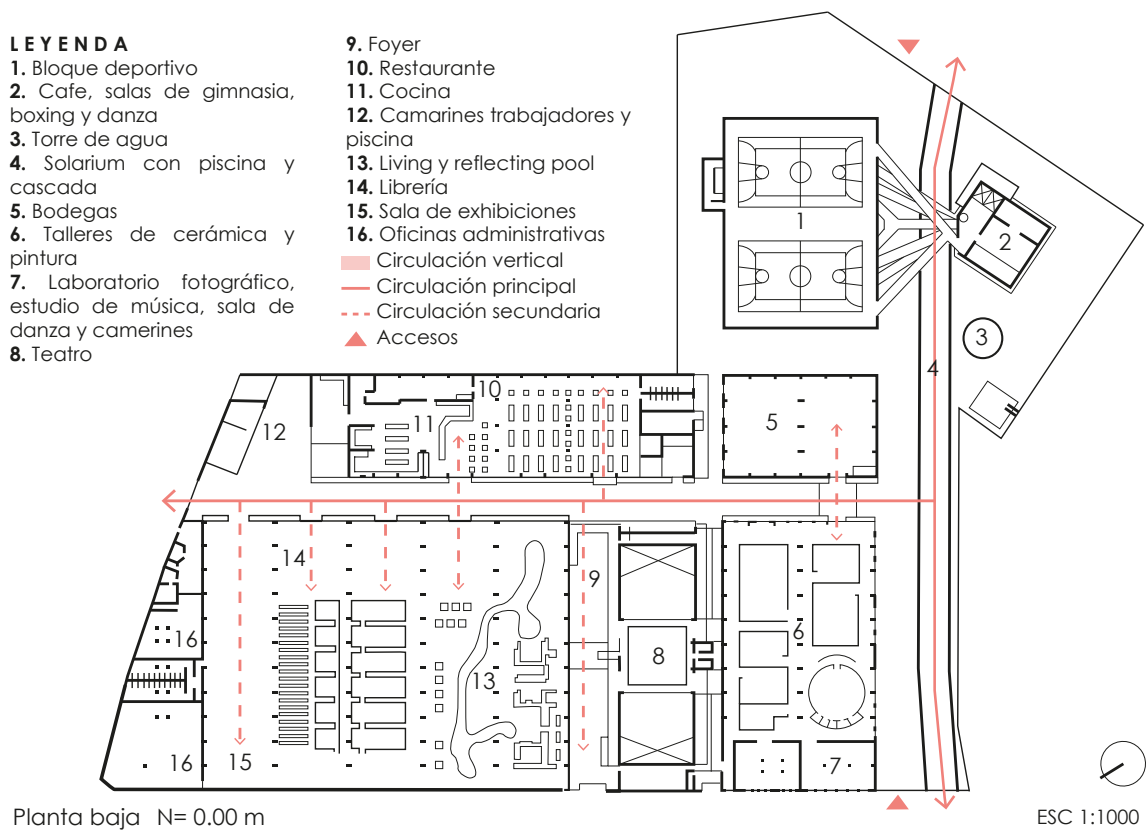 LEYENDA
1. Bloque deportivo
2. Cafe, salas de gimnasia,
boxing y danza
3. Torre de agua
4. Solarium con piscina y
cascada
5. Bodegas
6. Talleres de cerámica y
pintura
7. Laboratorio fotográfico,
estudio de música, sala de
danza y camerines
8. Teatro
9. Foyer
10. Restaurante
11. Cocina
12. Camarines trabajadores y
piscina
13. Living y reflecting pool
14. Librería
15. Sala de exhibiciones
16. Oficinas administrativas
Circulación vertical
Circulación principal
Circulación secundaria
Accesos
1
2
3
4
5
10
11
12
14
9
16
6
8
13
16
15
7
Planta baja N= 0.00 m
ESC 1:1000